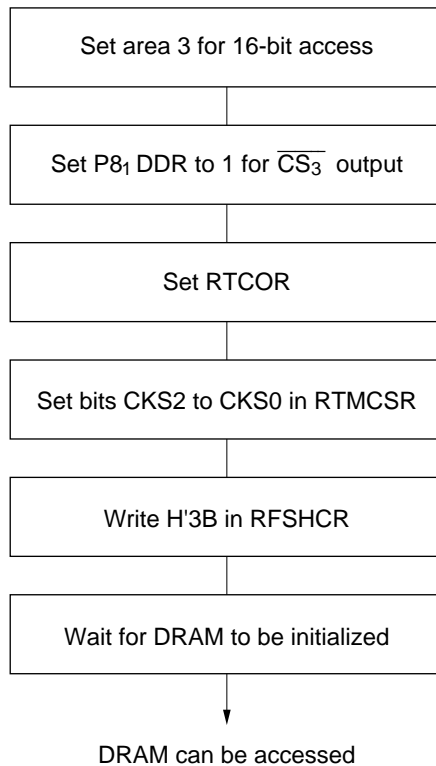 Set area 3 for 16-bit access
Set P8₁ DDR to 1 for C̅S̅₃̅ output
Set RTCOR
Set bits CKS2 to CKS0 in RTMCSR
Write H'3B in RFSHCR
Wait for DRAM to be initialized
DRAM can be accessed